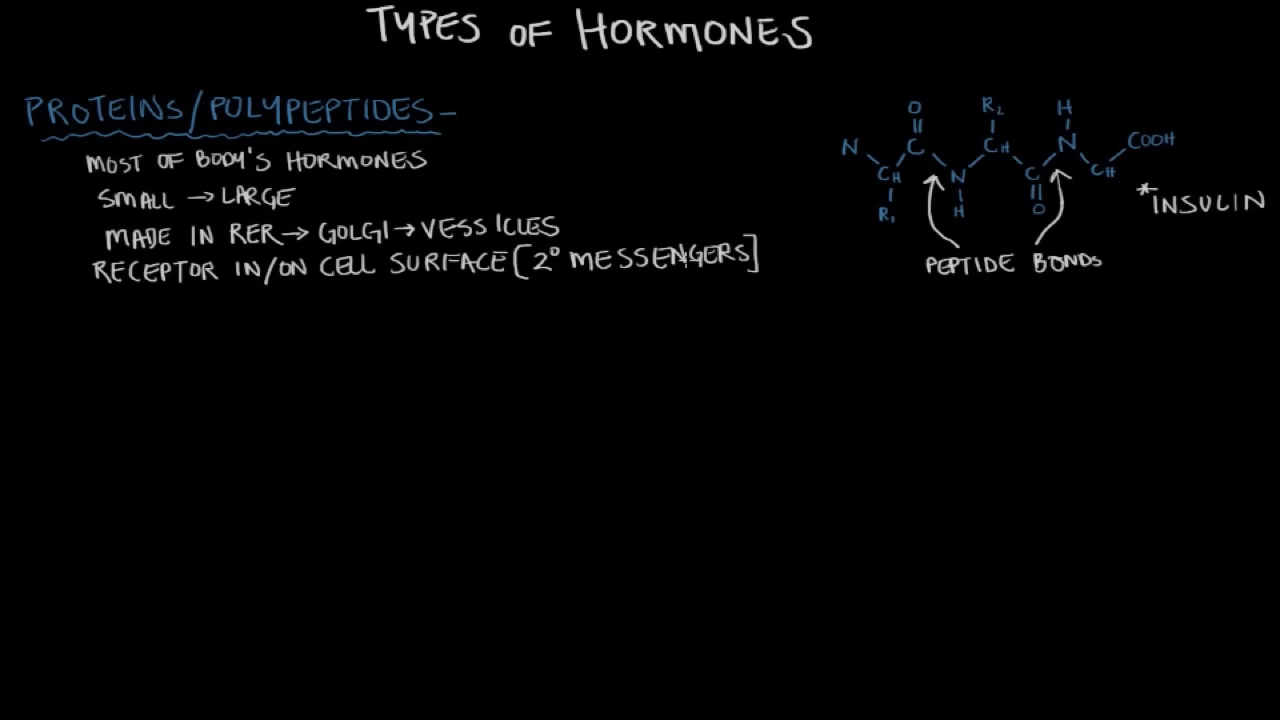 TYPES OF HORMONES
PROTEINS/POLYPEPTIDES-
MOST OF BODY'S HORMONES
SMALL → LARGE
MADE IN RER → GOLGI → VESSICLES
RECEPTOR IN/ON CELL SURFACE [2° MESSENGERS]
O R2 H
N C CH N COOH
CH N C CH
R1 H O
*INSULIN
PEPTIDE BONDS